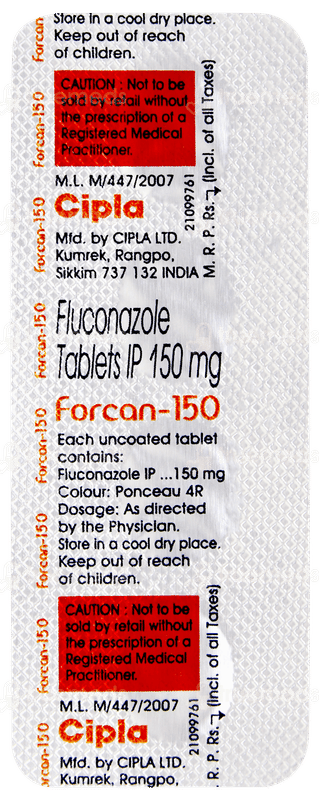 Store in a cool dry place.
Keep out of reach
of children.
CAUTION : Not to be
sold by retail without
the prescription of a
Registered Medical
Practitioner.
M.L. M/447/2007
Cipla
Mfd. by CIPLA LTD.
Kumrek, Rangpo,
Sikkim 737 132 INDIA
21099761
M. R. P. Rs. (Incl. of all Taxes)
Fluconazole
Tablets IP 150 mg
Forcan-150
Each uncoated tablet
contains:
Fluconazole IP ...150 mg
Colour: Ponceau 4R
Dosage: As directed
by the Physician.
Store in a cool dry place.
Keep out of reach
of children.
CAUTION : Not to be
sold by retail without
the prescription of a
Registered Medical
Practitioner.
M.L. M/447/2007
Cipla
Mfd. by CIPLA LTD.
Kumrek, Rangpo,
21099761
. R. P. Rs. (Incl. of all Taxes)
Forcan-150
Forcan-150
Forcan-150
Forcan-150
Forcan-150
Forcan-150
Forcan-150
orcan-150